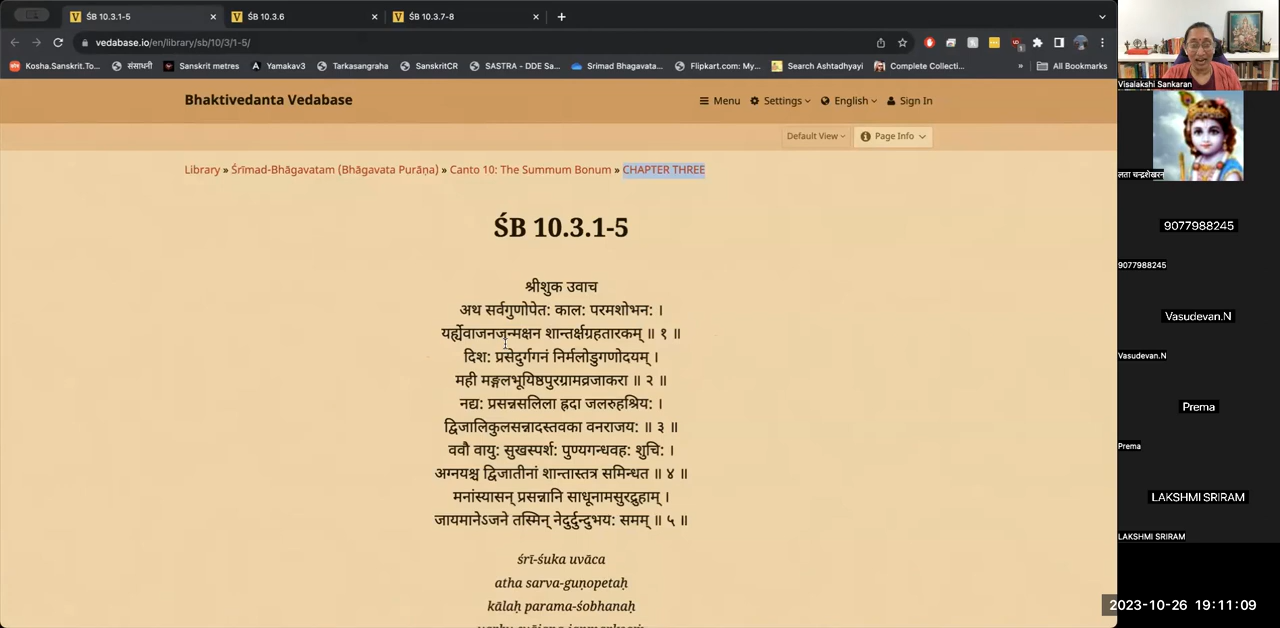 ŚB 10.3.1-5
ŚB 10.3.6
ŚB 10.3.7-8
vedabase.io/en/library/sb/10/3/1-5/
Kosha.Sanskrit.To...
संसाधनी
Sanskrit metres
Yamakav3
Tarkasangraha
SanskritCR
SASTRA - DDE Sa...
Srimad Bhagavata...
Flipkart.com: My...
Search Ashtadhyayi
Complete Collecti...
»
All Bookmarks
Bhaktivedanta Vedabase
Menu Settings English Sign In
Default View Page Info
Library » Śrīmad-Bhāgavatam (Bhāgavata Purāṇa) » Canto 10: The Summum Bonum » CHAPTER THREE
ŚB 10.3.1-5
श्रीशुक उवाच
अथ सर्वगुणोपेत: काल: परमशोभन: ।
यर्ह्येवाजनजन्मर्क्षं शान्तर्क्षग्रहतारकम् ॥ १ ॥
दिश: प्रसेदुर्गगनं निर्मलोडुगणोदयम् ।
मही मङ्गलभूयिष्ठपुरग्रामव्रजाकरा ॥ २ ॥
नद्य: प्रसन्नसलिला ह्रदा जलरुहश्रिय: ।
द्विजालिकुलसन्नादस्तवका वनराजय: ॥ ३ ॥
ववौ वायु: सुखस्पर्श: पुण्यगन्धवह: शुचि: ।
अग्नयश्च द्विजातीनां शान्तास्तत्र समिन्धत ॥ ४ ॥
मनांस्यासन् प्रसन्नानि साधूनामसुरद्रुहाम् ।
जायमानेऽजने तस्मिन् नेदुर्दुन्दुभय: समम् ॥ ५ ॥
śrī-śuka uvāca
atha sarva-guṇopetaḥ
kālaḥ parama-śobhanaḥ
Visalakshi Sankaran
लता चन्द्रशेखरन
9077988245
9077988245
Vasudevan.N
Vasudevan.N
Prema
Prema
LAKSHMI SRIRAM
LAKSHMI SRIRAM
2023-10-26 19:11:09